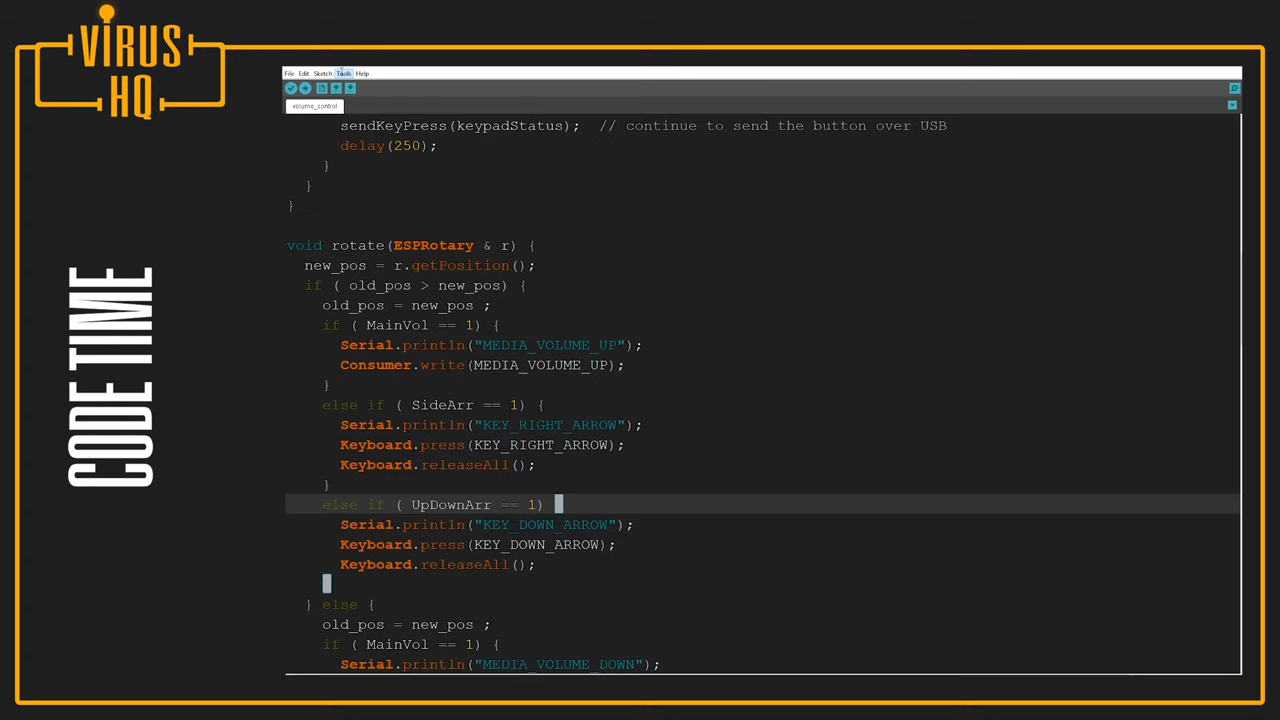 VİRUS
HQ
File Edit Sketch Tools Help
volume_control
CODE TIME
sendKeyPress(keypadStatus);  // continue to send the button over USB
delay(250);
}
}
}
void rotate(ESPRotary & r) {
new_pos = r.getPosition();
if ( old_pos > new_pos) {
old_pos = new_pos ;
if ( MainVol == 1) {
Serial.println("MEDIA_VOLUME_UP");
Consumer.write(MEDIA_VOLUME_UP);
}
else if ( SideArr == 1) {
Serial.println("KEY_RIGHT_ARROW");
Keyboard.press(KEY_RIGHT_ARROW);
Keyboard.releaseAll();
}
else if ( UpDownArr == 1)
Serial.println("KEY_DOWN_ARROW");
Keyboard.press(KEY_DOWN_ARROW);
Keyboard.releaseAll();
} else {
old_pos = new_pos ;
if ( MainVol == 1) {
Serial.println("MEDIA_VOLUME_DOWN");